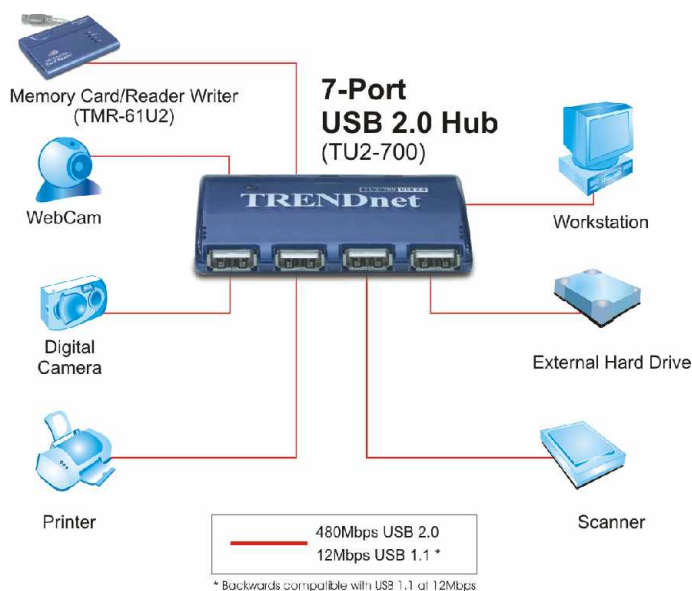 7-Port
USB 2.0 Hub
(TU2-700)
Memory Card/Reader Writer
(TMR-61U2)
TRENDnet
WebCam
Workstation
Digital
Camera
External Hard Drive
Printer
Scanner
480Mbps USB 2.0
12Mbps USB 1.1 *
* Backwards compatible with USB 1.1 at 12Mbps